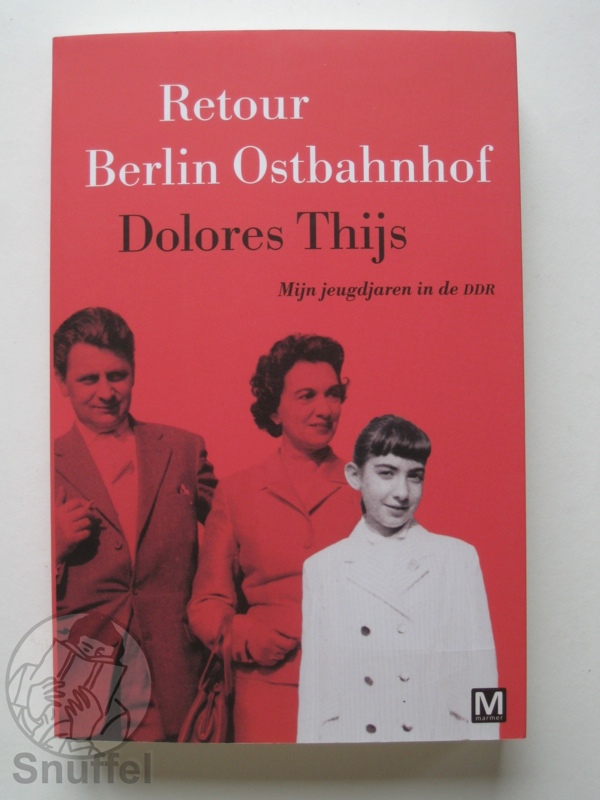 Retour
Berlin Ostbahnhof
Dolores Thijs
Mijn jeugdjaren in de DDR
M
marmer
Snuffel